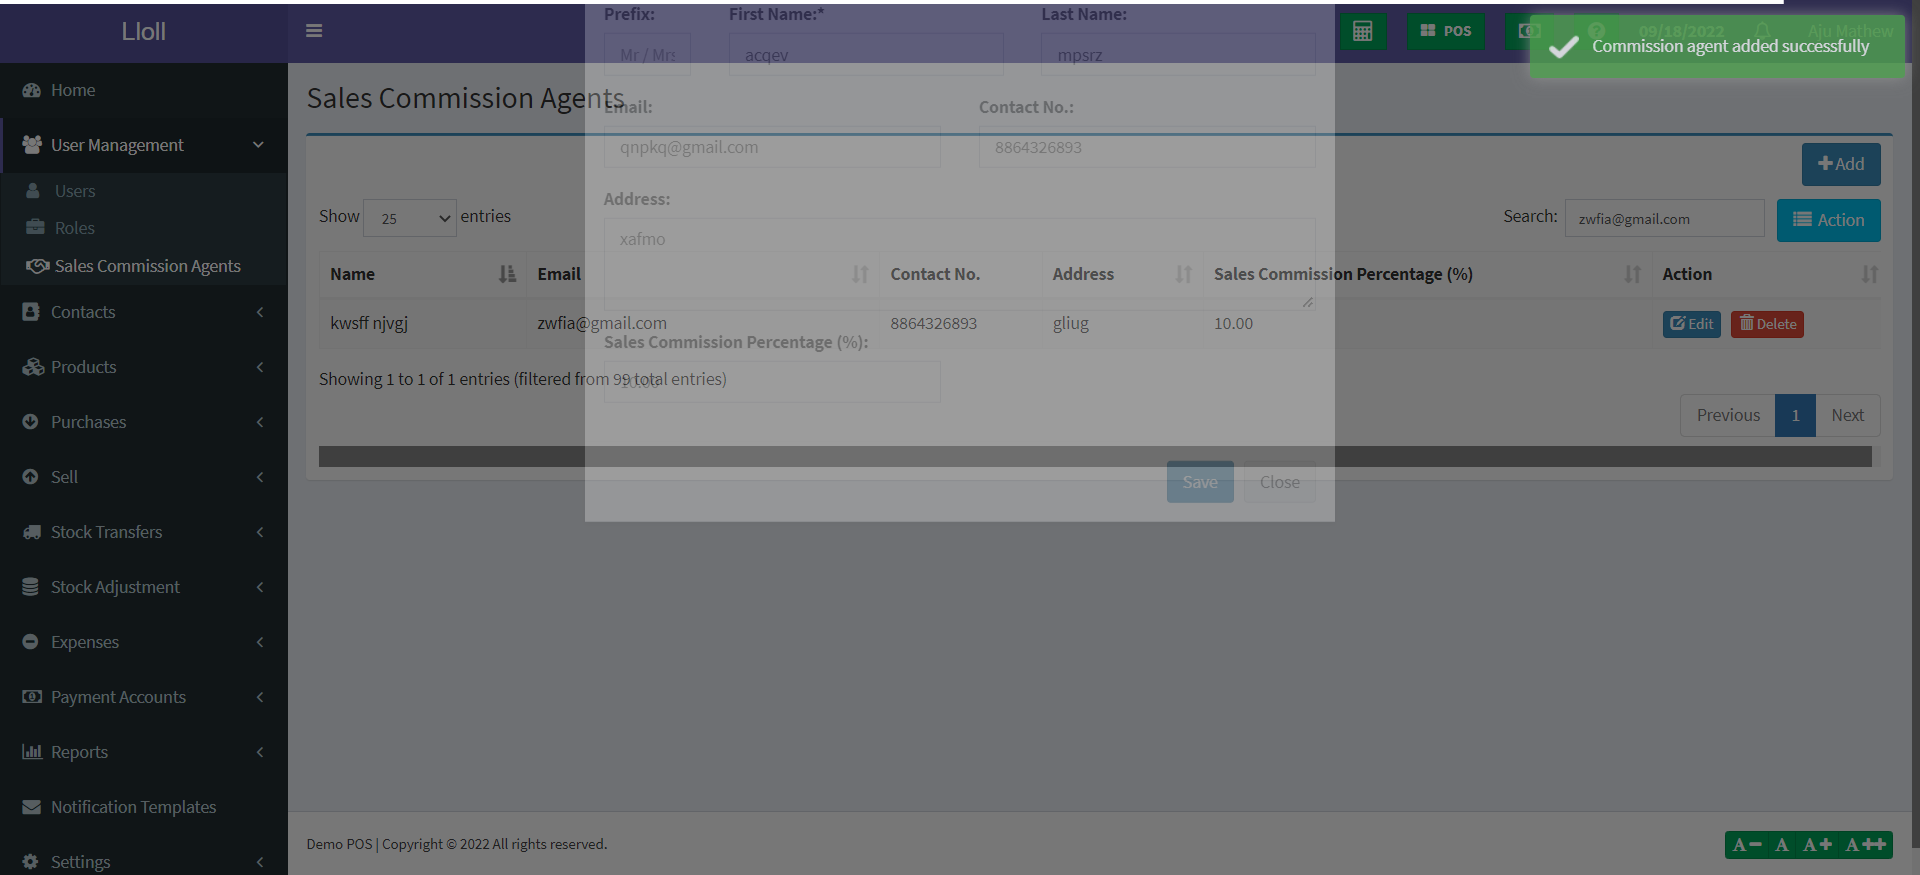 Lloll
Prefix:
First Name:*
Last Name:
Mr / Mrs
acqev
mpsrz
POS
09/18/2022
Aju Mathew
Commission agent added successfully
Home
User Management
Users
Roles
Sales Commission Agents
Contacts
Products
Purchases
Sell
Stock Transfers
Stock Adjustment
Expenses
Payment Accounts
Reports
Notification Templates
Settings
Sales Commission Agents
Email:
Contact No.:
qnpkq@gmail.com
8864326893
Add
Address:
xafmo
Show 25 entries
Search: zwfia@gmail.com
Action
Name Email Contact No. Address Sales Commission Percentage (%) Action
kwsff njvgj zwfia@gmail.com 8864326893 gliug 10.00 Edit Delete
Sales Commission Percentage (%):
Showing 1 to 1 of 1 entries (filtered from 99 total entries)
Previous 1 Next
Save
Close
Demo POS | Copyright © 2022 All rights reserved.
A- A A+ A++